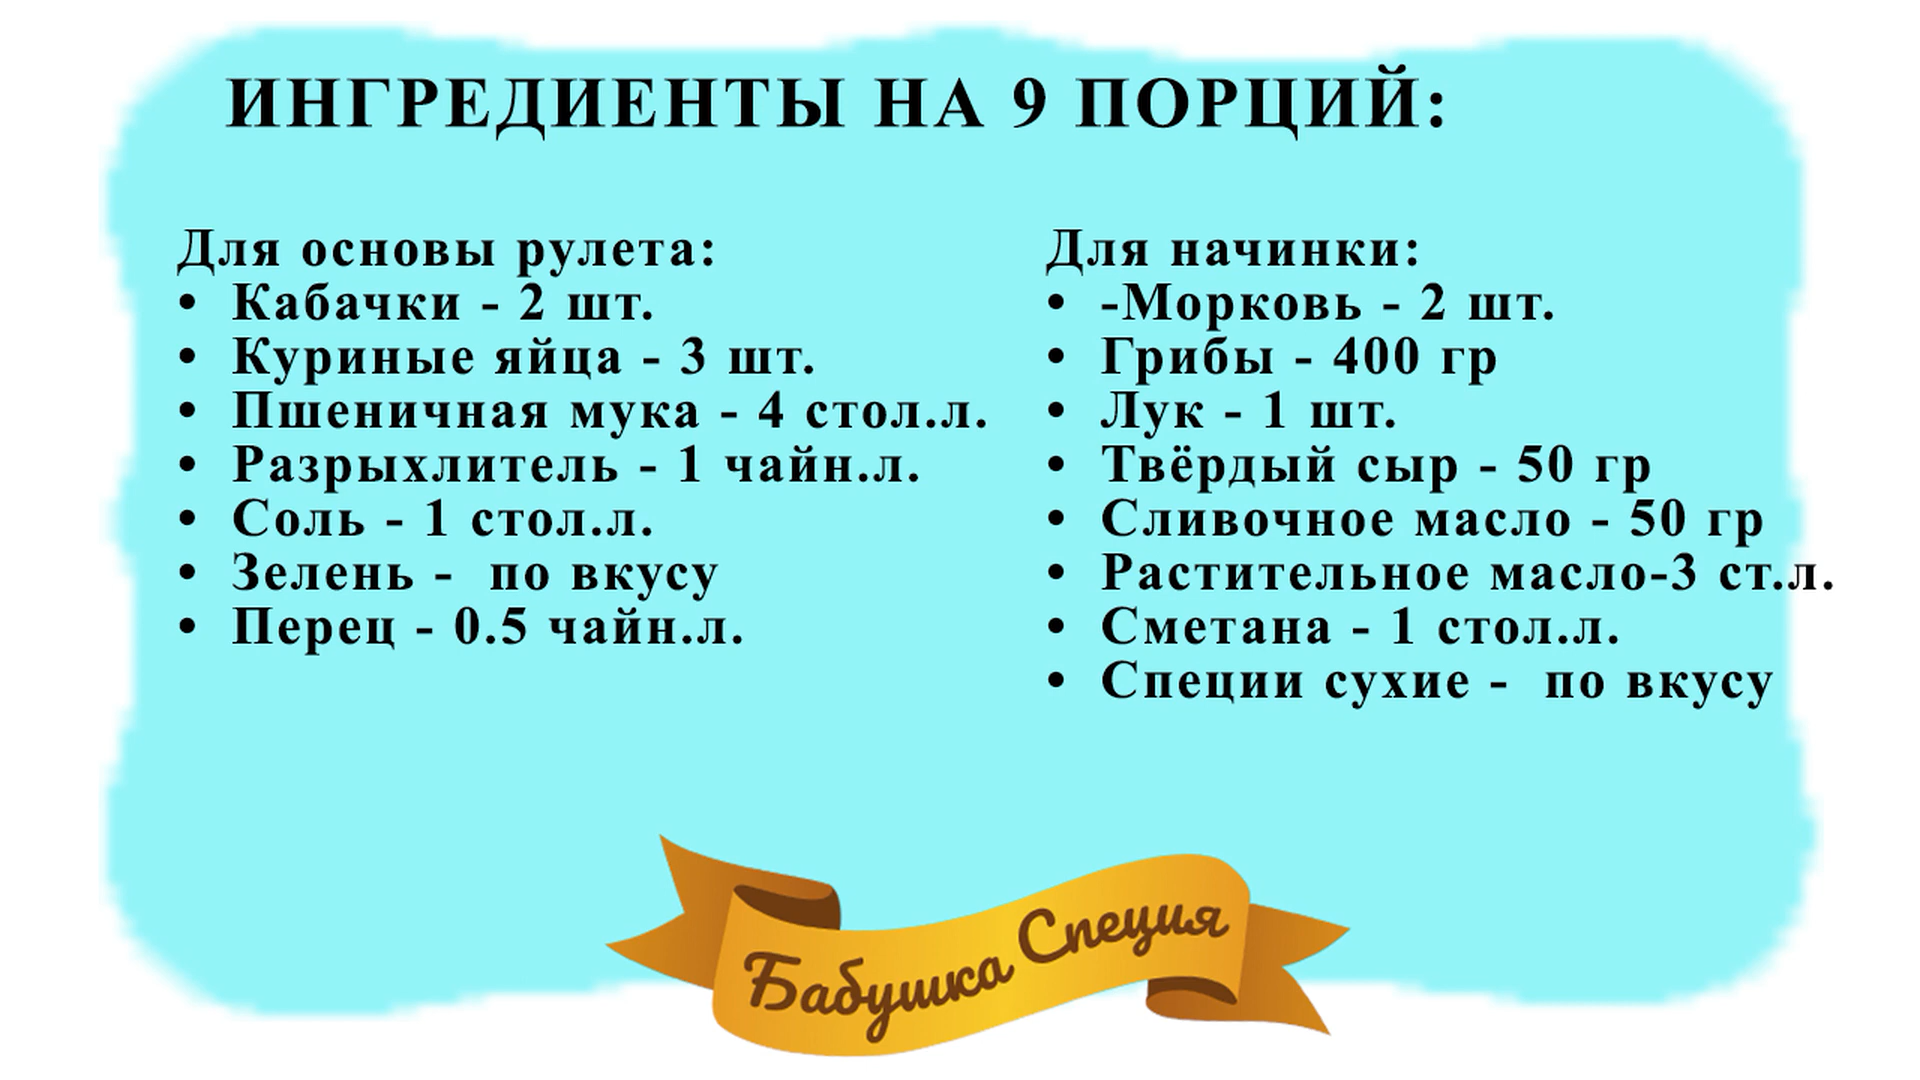 ИНГРЕДИЕНТЫ НА 9 ПОРЦИЙ:
Для основы рулета:
• Кабачки - 2 шт.
• Куриные яйца - 3 шт.
• Пшеничная мука - 4 стол.л.
• Разрыхлитель - 1 чайн.л.
• Соль - 1 стол.л.
• Зелень -  по вкусу
• Перец - 0.5 чайн.л.
Для начинки:
• -Морковь - 2 шт.
• Грибы - 400 гр
• Лук - 1 шт.
• Твёрдый сыр - 50 гр
• Сливочное масло - 50 гр
• Растительное масло-3 ст.л.
• Сметана - 1 стол.л.
• Специи сухие -  по вкусу
Бабушка Специя